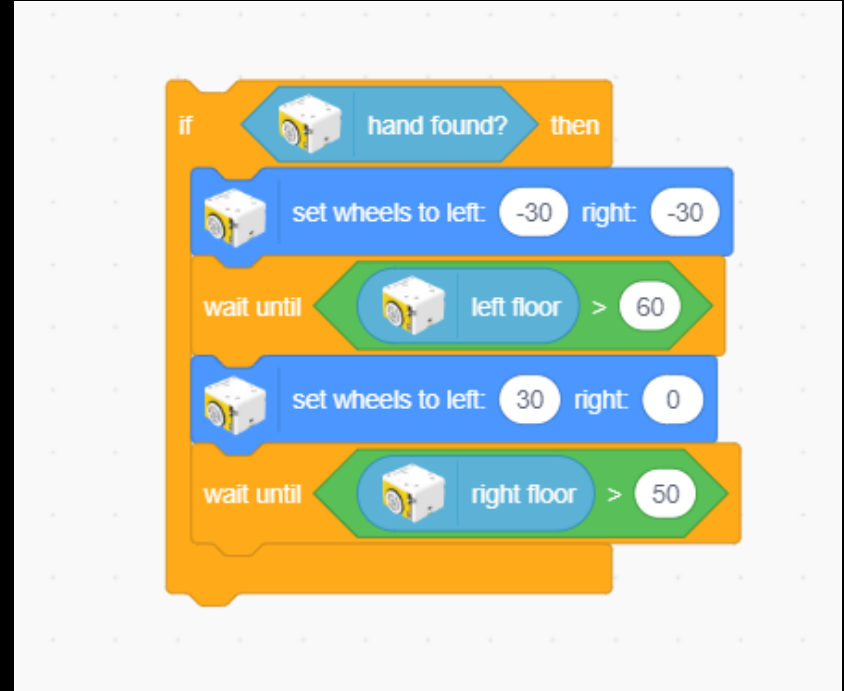 if hand found? then
set wheels to left: -30 right: -30
wait until left floor > 60
set wheels to left: 30 right: 0
wait until right floor > 50